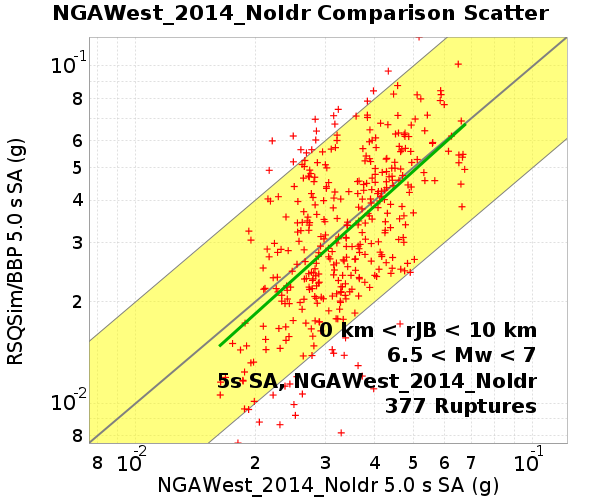 NGAWest_2014_NoIdr Comparison Scatter
RSQSim/BBP 5.0 s SA (g)
10⁻¹
8
6
5
4
3
2
10⁻²
8
0 km < rJB < 10 km
6.5 < Mw < 7
5s SA, NGAWest_2014_NoIdr
377 Ruptures
8 10⁻² 2 3 4 5 6 7 10⁻¹
NGAWest_2014_NoIdr 5.0 s SA (g)